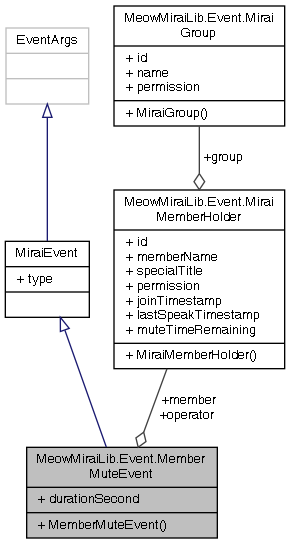 MeowMiraiLib.Event.Mirai
Group
+ id
+ name
+ permission
+ MiraiGroup()
EventArgs
+group
MeowMiraiLib.Event.Mirai
MemberHolder
+ id
+ memberName
+ specialTitle
+ permission
+ joinTimestamp
+ lastSpeakTimestamp
+ muteTimeRemaining
+ MiraiMemberHolder()
MiraiEvent
+ type
+member
+operator
MeowMiraiLib.Event.Member
MuteEvent
+ durationSecond
+ MemberMuteEvent()